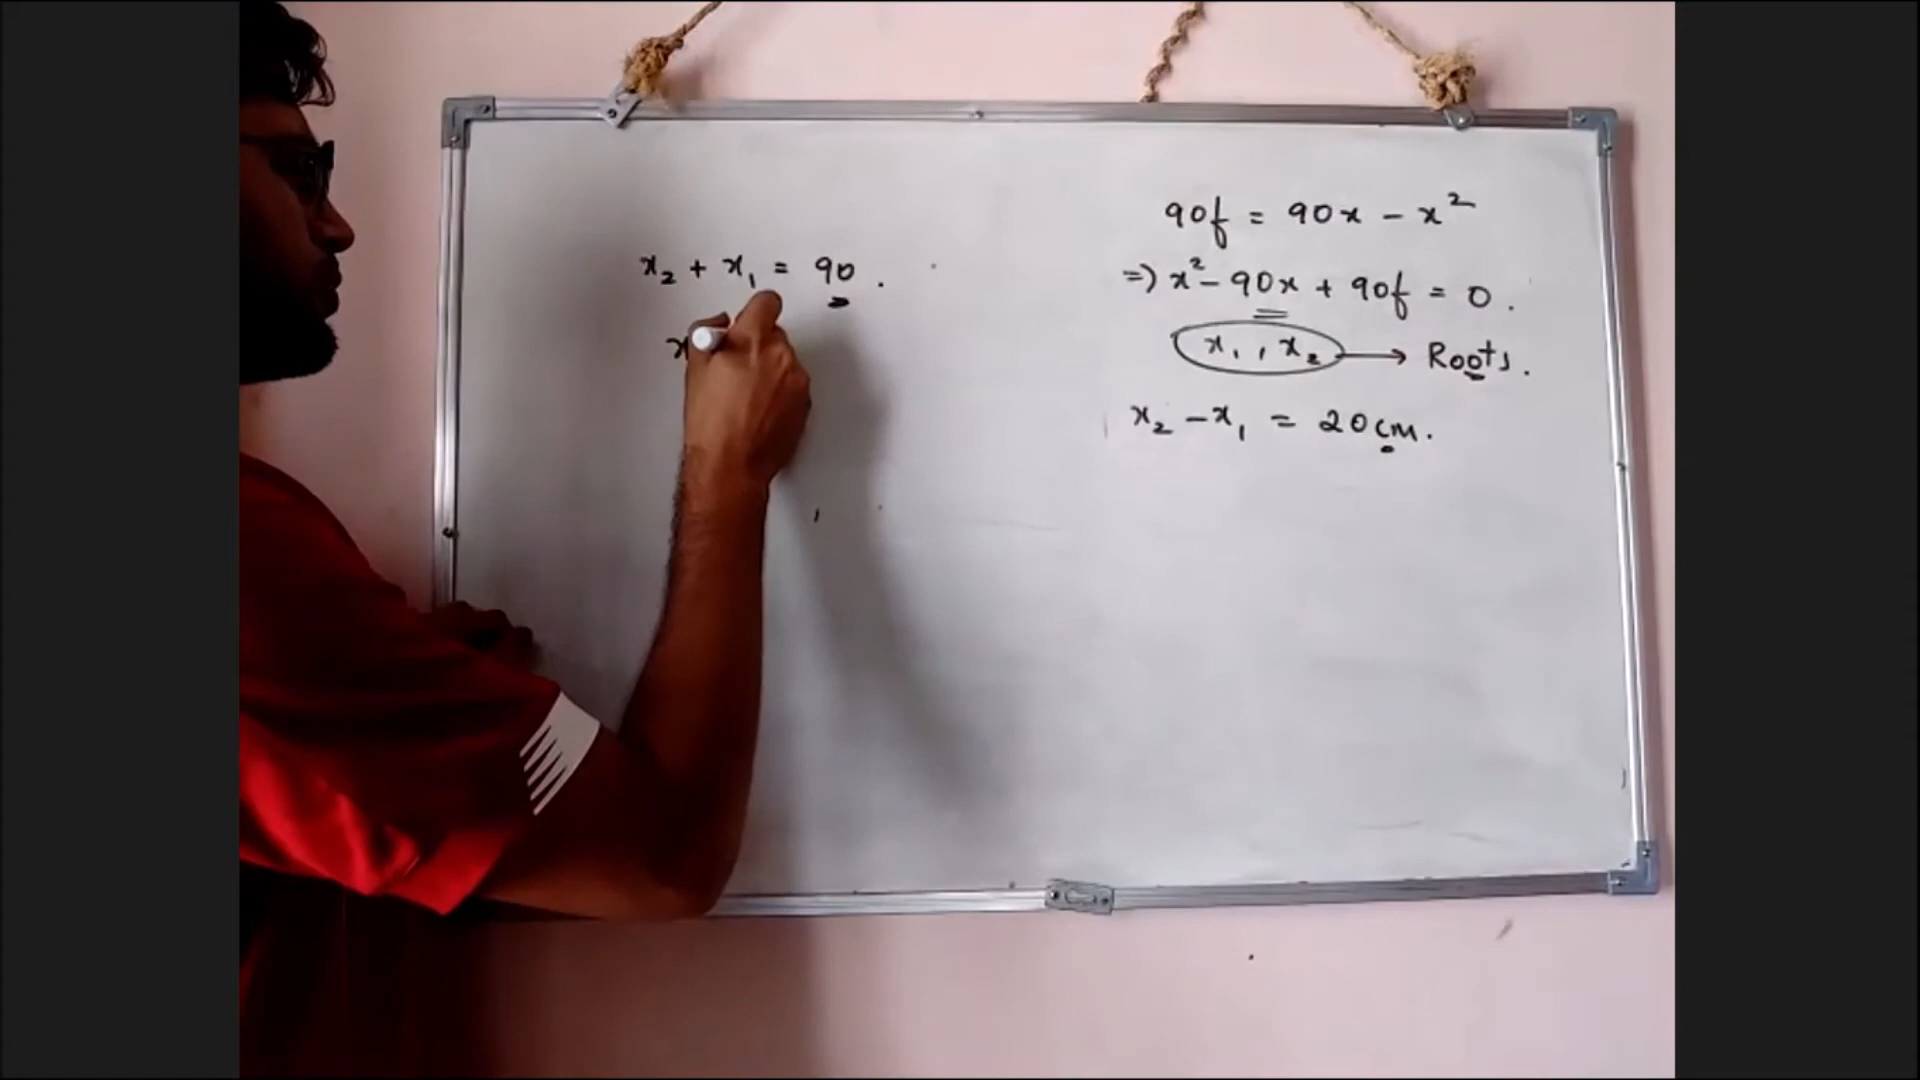 x₂ + x₁ = 90 .
x
90f = 90x − x²
⇒ x² − 90x + 90f = 0 .
x₁ , x₂ → Roots .
x₂ − x₁ = 20cm .